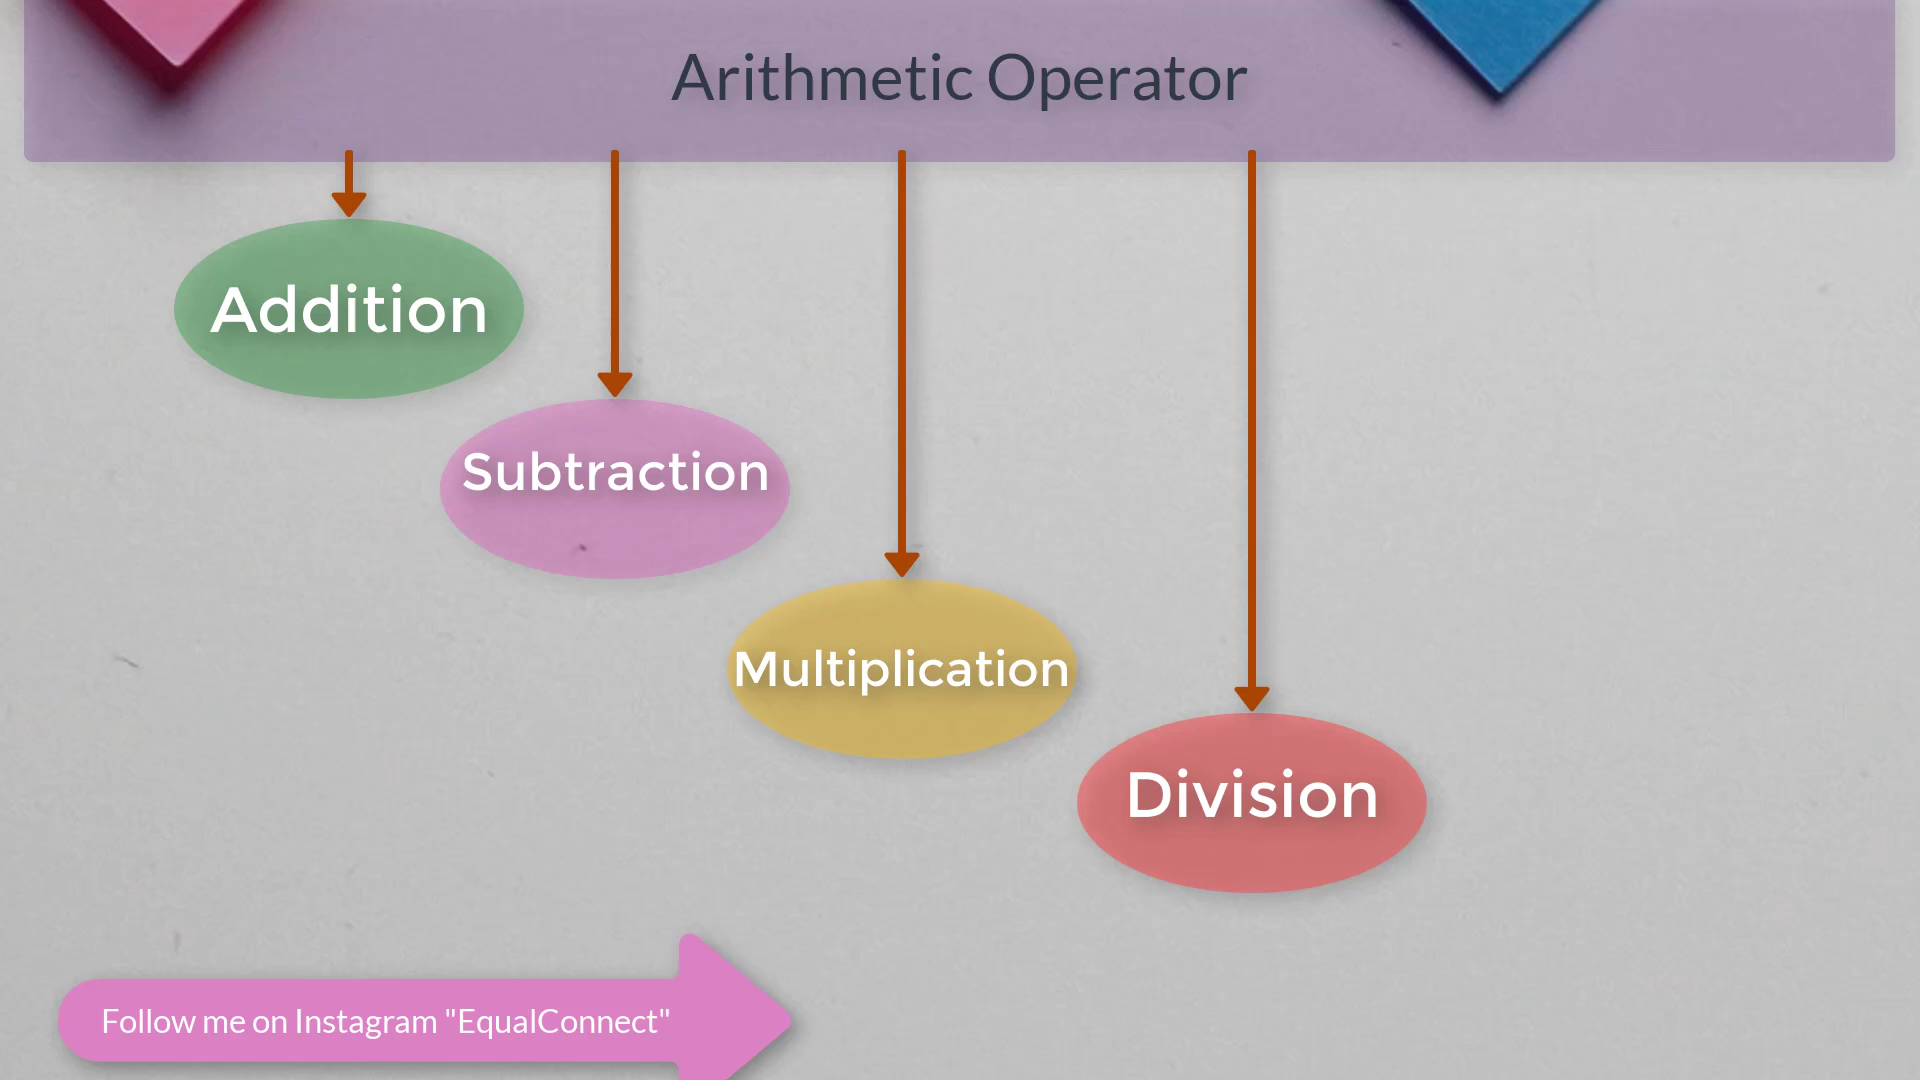 Arithmetic Operator
Addition
Subtraction
Multiplication
Division
Follow me on Instagram "EqualConnect"